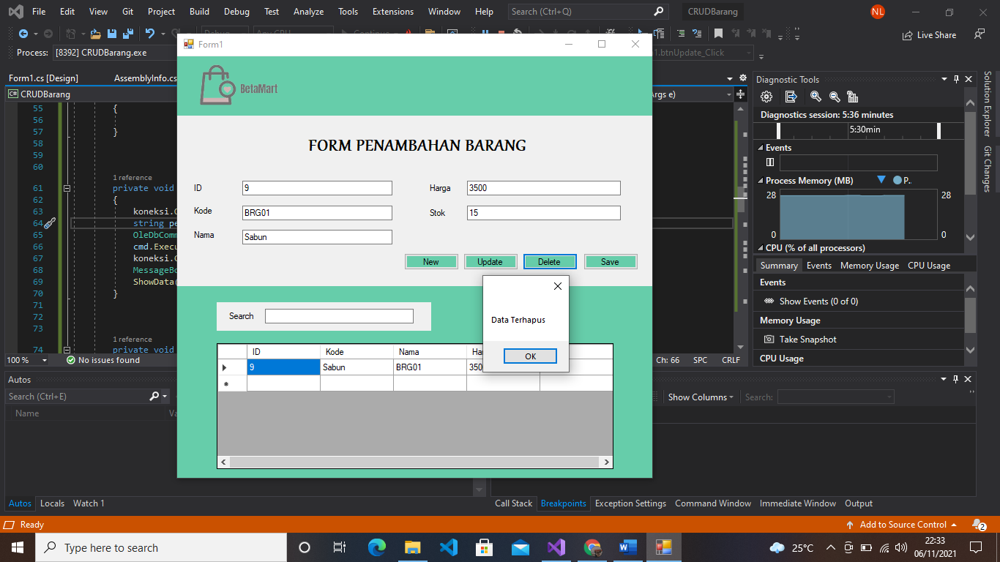 File Edit View Git Project Build Debug Test Analyze Tools Extensions Window Help Search (Ctrl+Q) CRUDBarang NL
Live Share
Process: [8392] CRUDBarang.exe
Form1
Form1.cs [Design] AssemblyInfo.cs
CRUDBarang
BetaMart
FORM PENAMBAHAN BARANG
ID 9 Harga 3500
Kode BRG01 Stok 15
Nama Sabun
New Update Delete Save
Data Terhapus
OK
Search
ID Kode Nama
9 Sabun BRG01
55 {
56
57 }
58
59
60
1 reference
61 private void
62 {
63 koneksi.
64 string
65 OleDbComm
66 cmd.Execu
67 koneksi.
68 MessageBo
69 ShowData(
70 }
71
72
73
1 reference
74 private void
100 % No issues found Ch: 66 SPC CRLF
Diagnostic Tools
Diagnostics session: 5:36 minutes
5:30min
Events
Process Memory (MB) P..
28 28
0 0
CPU (% of all processors)
Summary Events Memory Usage CPU Usage
Events
Show Events (0 of 0)
Memory Usage
Take Snapshot
CPU Usage
Solution Explorer
Git Changes
Autos
Search (Ctrl+E)
Name
Show Columns Search:
Autos Locals Watch 1
Call Stack Breakpoints Exception Settings Command Window Immediate Window Output
Ready Add to Source Control 2
Type here to search
25°C
22:33
06/11/2021